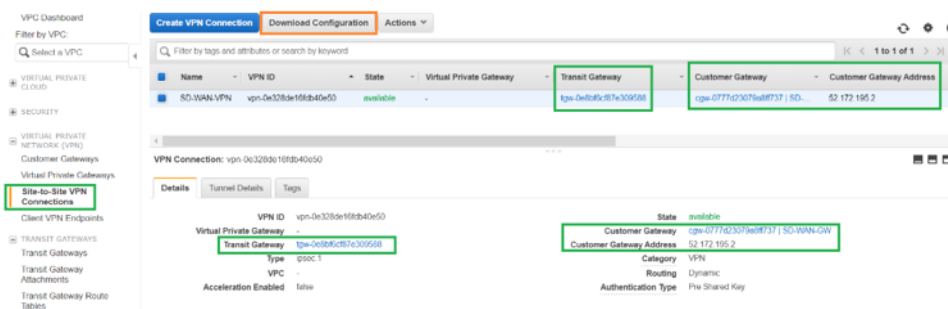 VPC Dashboard
Filter by VPC:
Select a VPC
VIRTUAL PRIVATE
CLOUD
SECURITY
VIRTUAL PRIVATE
NETWORK (VPN)
Customer Gateways
Virtual Private Gateways
Site-to-Site VPN
Connections
Client VPN Endpoints
TRANSIT GATEWAYS
Transit Gateways
Transit Gateway
Attachments
Transit Gateway Route
Tables
Create VPN Connection Download Configuration Actions
Filter by tags and attributes or search by keyword
1 to 1 of 1
Name VPN ID State Virtual Private Gateway Transit Gateway Customer Gateway Customer Gateway Address
SD-WAN-VPN vpn-0e328de16fdb40e50 available - tgw-0e8bf6cf87e309588 cgw-0777d23079a8ff737 | SD-... 52.172.195.2
VPN Connection: vpn-0e328de16fdb40e50
Details Tunnel Details Tags
VPN ID vpn-0e328de16fdb40e50 State available
Virtual Private Gateway - Customer Gateway cgw-0777d23079a8ff737 | SD-WAN-GW
Transit Gateway tgw-0e8bf6cf87e309588 Customer Gateway Address 52.172.195.2
Type ipsec.1 Category VPN
VPC - Routing Dynamic
Acceleration Enabled false Authentication Type Pre Shared Key